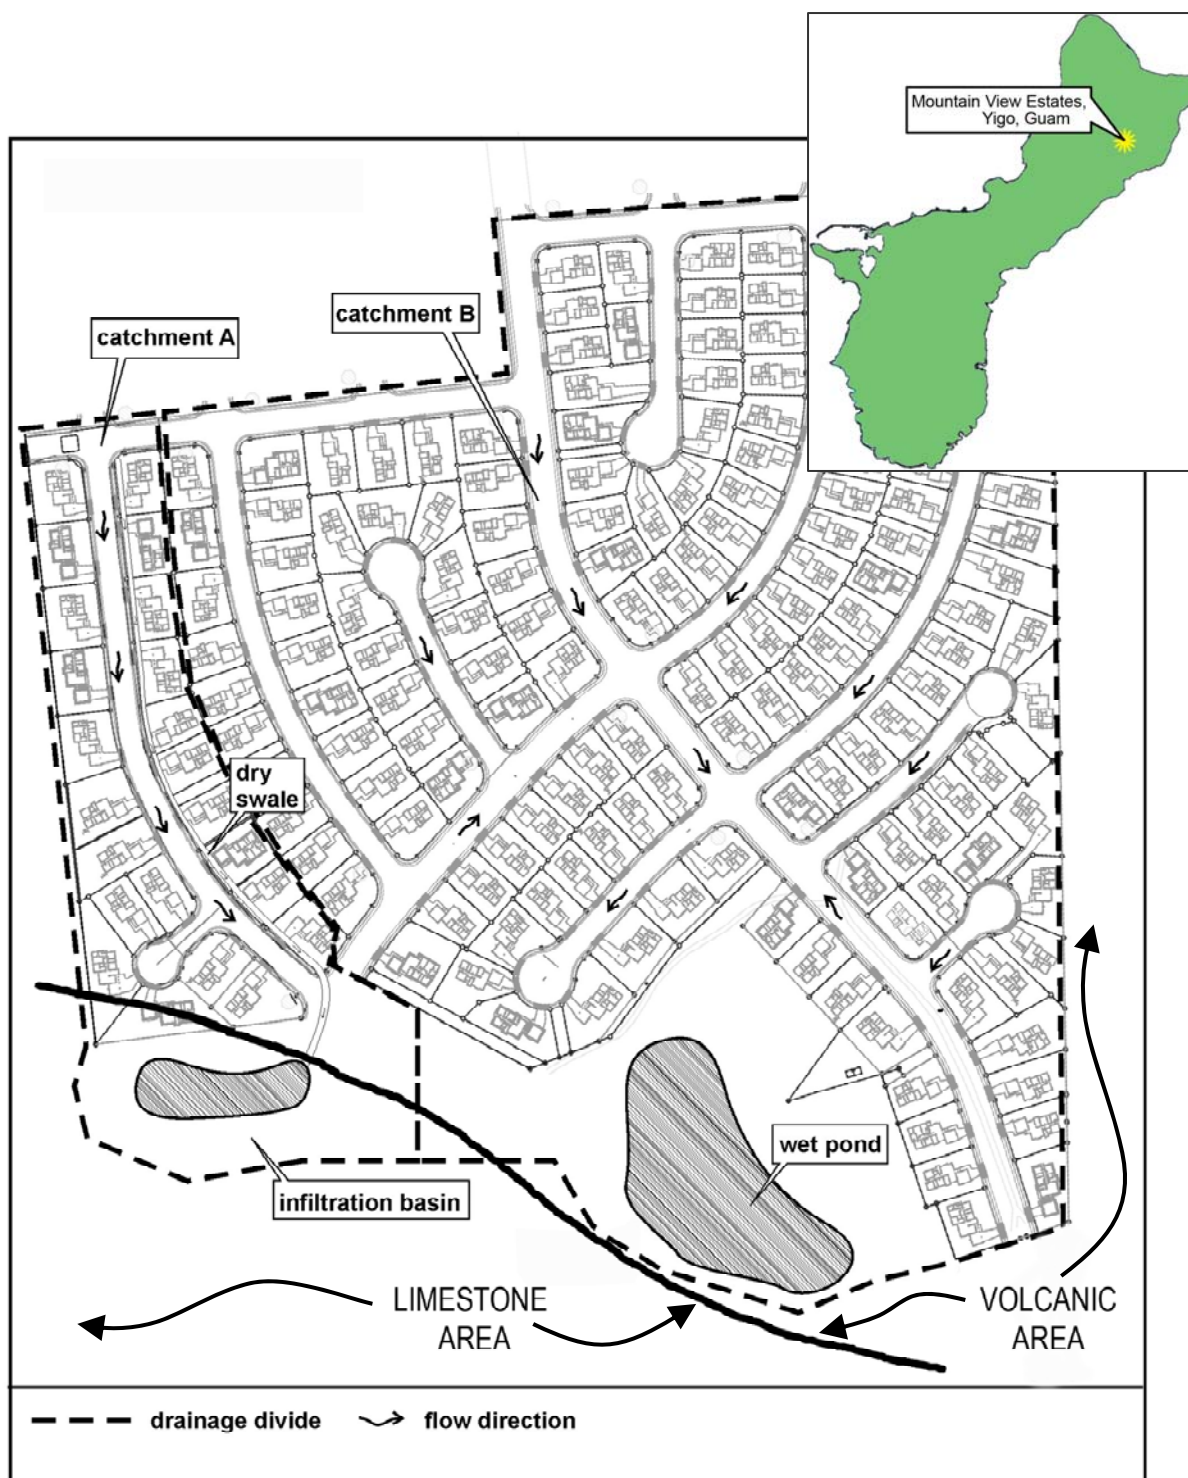 Mountain View Estates,
Yigo, Guam
catchment B
catchment A
dry
swale
wet pond
infiltration basin
LIMESTONE
AREA
VOLCANIC
AREA
drainage divide
flow direction